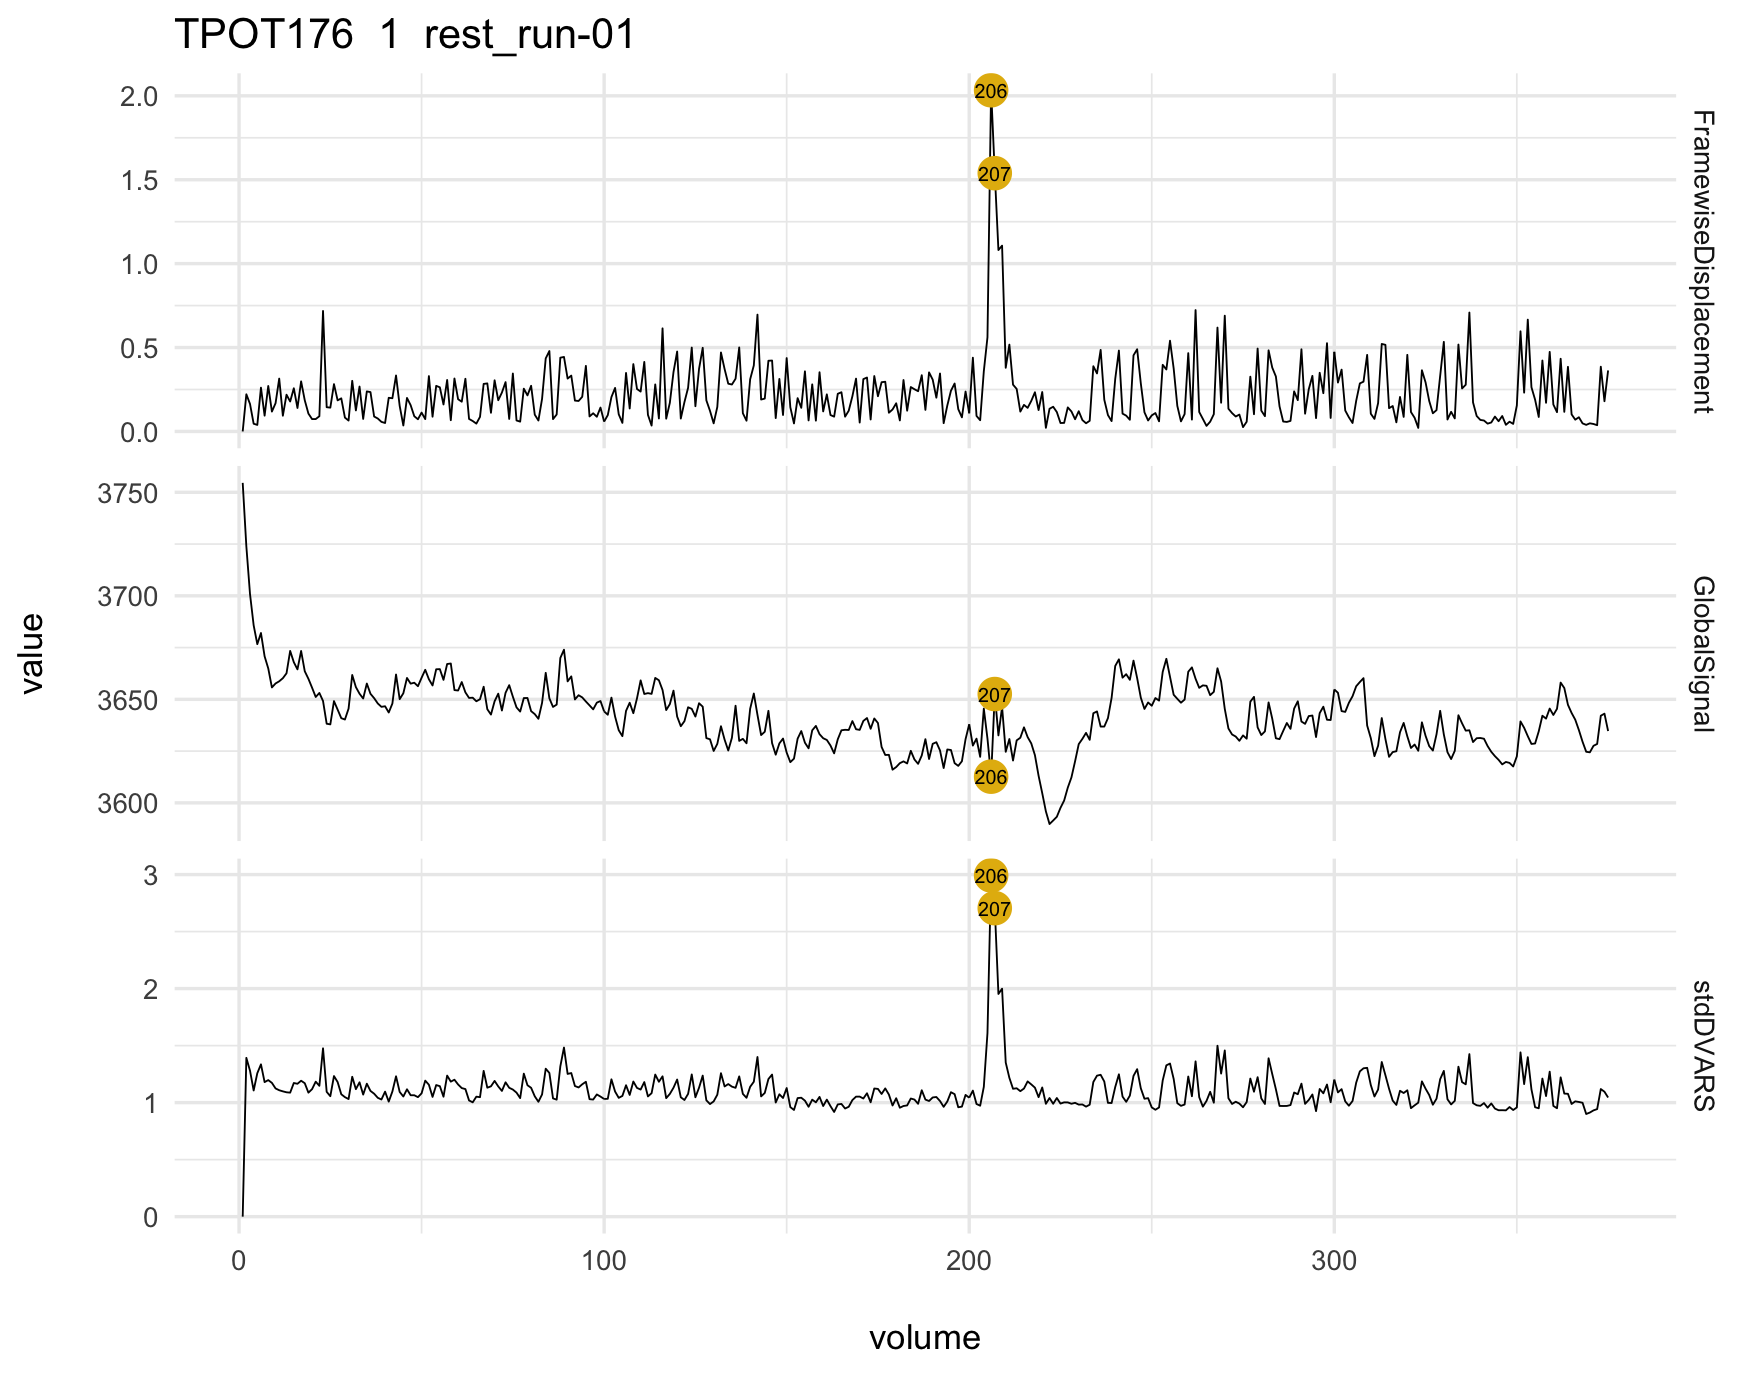 TPOT176 1 rest_run-01
2.0
1.5
1.0
0.5
0.0
206
207
FramewiseDisplacement
3750
3700
3650
3600
207
206
GlobalSignal
value
3
2
1
0
206
207
stdDVARS
0 100 200 300
volume